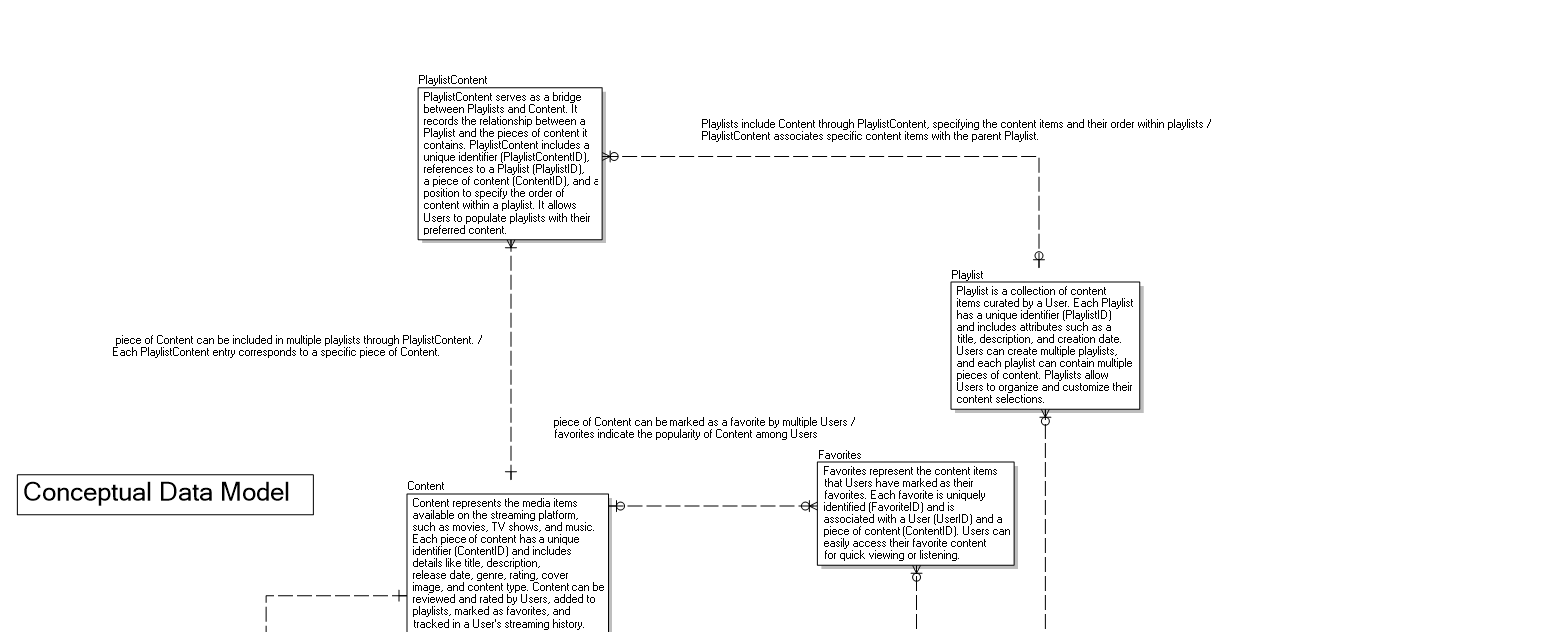 PlaylistContent
PlaylistContent serves as a bridge
between Playlists and Content. It
records the relationship between a
Playlist and the pieces of content it
contains. PlaylistContent includes a
unique identifier (PlaylistContentID),
references to a Playlist (PlaylistID),
a piece of content (ContentID), and a
position to specify the order of
content within a playlist. It allows
Users to populate playlists with their
preferred content.
Playlists include Content through PlaylistContent, specifying the content items and their order within playlists /
PlaylistContent associates specific content items with the parent Playlist.
Playlist
Playlist is a collection of content
items curated by a User. Each Playlist
has a unique identifier (PlaylistID)
and includes attributes such as a
title, description, and creation date.
Users can create multiple playlists,
and each playlist can contain multiple
pieces of content. Playlists allow
Users to organize and customize their
content selections.
piece of Content can be included in multiple playlists through PlaylistContent. /
Each PlaylistContent entry corresponds to a specific piece of Content.
piece of Content can be marked as a favorite by multiple Users /
favorites indicate the popularity of Content among Users
Favorites
Favorites represent the content items
that Users have marked as their
favorites. Each favorite is uniquely
identified (FavoriteID) and is
associated with a User (UserID) and a
piece of content (ContentID). Users can
easily access their favorite content
for quick viewing or listening.
Conceptual Data Model
Content
Content represents the media items
available on the streaming platform,
such as movies, TV shows, and music.
Each piece of content has a unique
identifier (ContentID) and includes
details like title, description,
release date, genre, rating, cover
image, and content type. Content can be
reviewed and rated by Users, added to
playlists, marked as favorites, and
tracked in a User's streaming history.